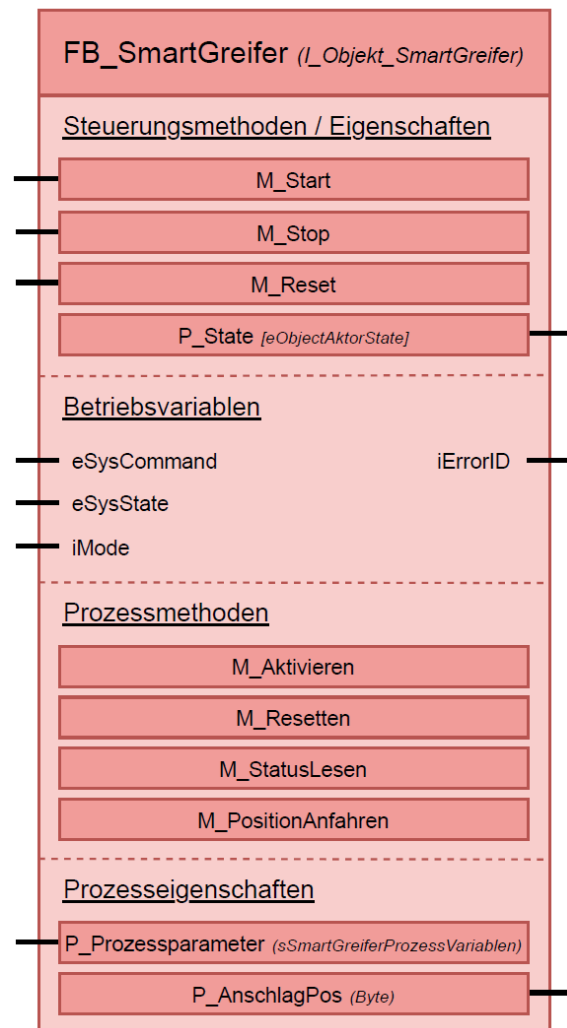 FB_SmartGreifer (I_Objekt_SmartGreifer)
Steuerungsmethoden / Eigenschaften
M_Start
M_Stop
M_Reset
P_State [eObjectAktorState]
Betriebsvariablen
eSysCommand iErrorID
eSysState
iMode
Prozessmethoden
M_Aktivieren
M_Resetten
M_StatusLesen
M_PositionAnfahren
Prozesseigenschaften
P_Prozessparameter (sSmartGreiferProzessVariablen)
P_AnschlagPos (Byte)